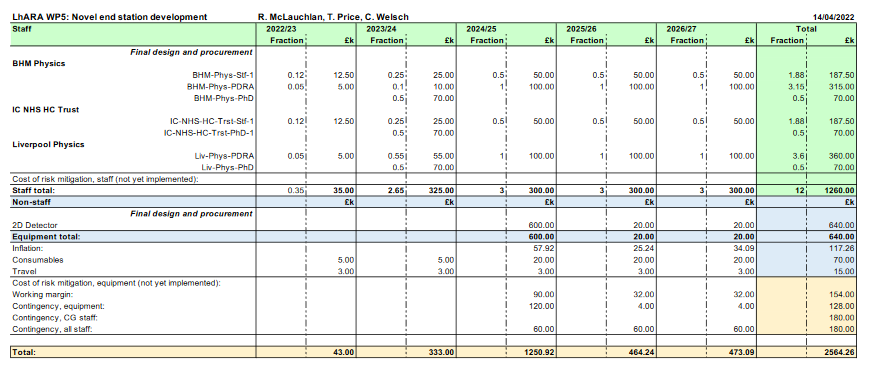 LhARA WP5: Novel end station development R. McLauchlan, T. Price, C. Welsch 14/04/2022
Staff 2022/23 2023/24 2024/25 2025/26 2026/27 Total
Fraction £k Fraction £k Fraction £k Fraction £k Fraction £k Fraction £k
Final design and procurement
BHM Physics
BHM-Phys-Stf-1 0.12 12.50 0.25 25.00 0.5 50.00 0.5 50.00 0.5 50.00 1.88 187.50
BHM-Phys-PDRA 0.05 5.00 0.1 10.00 1 100.00 1 100.00 1 100.00 3.15 315.00
BHM-Phys-PhD 0.5 70.00 0.5 70.00
IC NHS HC Trust
IC-NHS-HC-Trst-Stf-1 0.12 12.50 0.25 25.00 0.5 50.00 0.5 50.00 0.5 50.00 1.88 187.50
IC-NHS-HC-Trst-PhD-1 0.5 70.00 0.5 70.00
Liverpool Physics
Liv-Phys-PDRA 0.05 5.00 0.55 55.00 1 100.00 1 100.00 1 100.00 3.6 360.00
Liv-Phys-PhD 0.5 70.00 0.5 70.00
Cost of risk mitigation, staff (not yet implemented):
Staff total: 0.35 35.00 2.65 325.00 3 300.00 3 300.00 3 300.00 12 1260.00
Non-staff £k £k £k £k £k £k
Final design and procurement
2D Detector 600.00 20.00 20.00 640.00
Equipment total: 600.00 20.00 20.00 640.00
Inflation: 57.92 25.24 34.09 117.26
Consumables 5.00 5.00 20.00 20.00 20.00 70.00
Travel 3.00 3.00 3.00 3.00 3.00 15.00
Cost of risk mitigation, equipment (not yet implemented):
Working margin: 90.00 32.00 32.00 154.00
Contingency, equipment: 120.00 4.00 4.00 128.00
Contingency, CG staff: 180.00
Contingency, all staff: 60.00 60.00 60.00 180.00
Total: 43.00 333.00 1250.92 464.24 473.09 2564.26